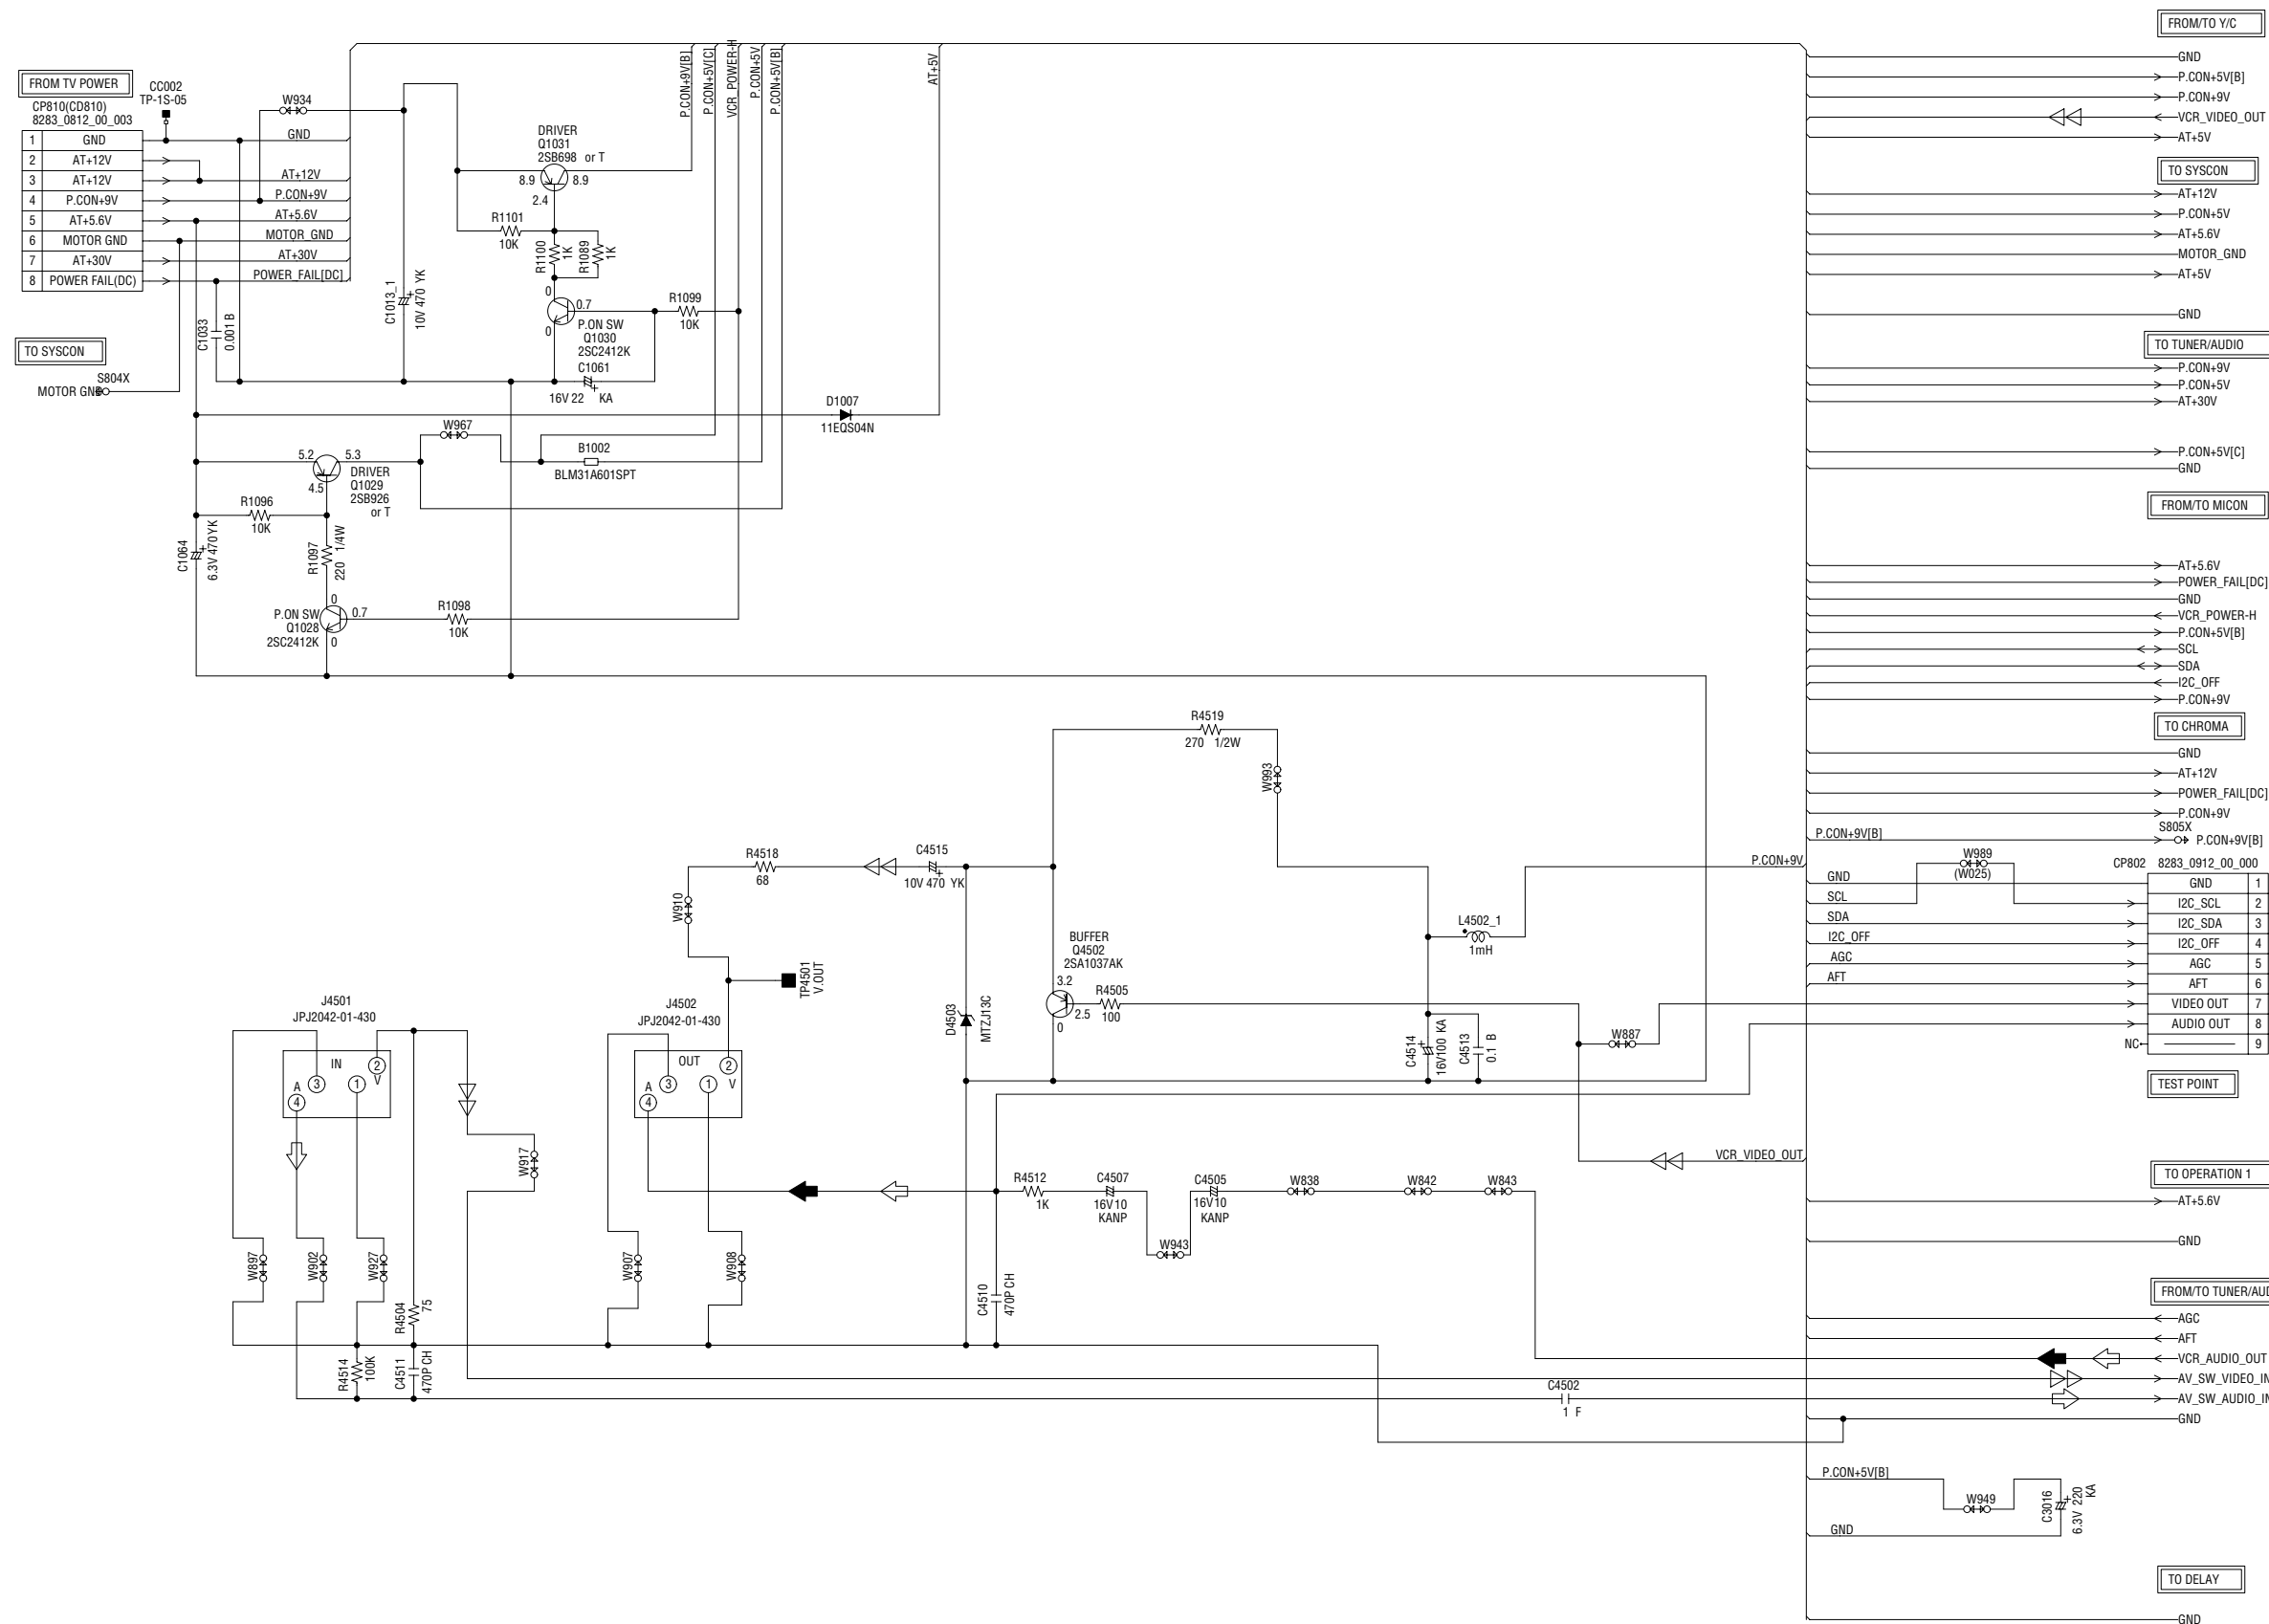 FROM TV POWER
CC002
TP-1S-05
CP810(CD810)
8283_0812_00_003
1 GND
2 AT+12V
3 AT+12V
4 P.CON+9V
5 AT+5.6V
6 MOTOR GND
7 AT+30V
8 POWER FAIL(DC)
GND
AT+12V
P.CON+9V
AT+5.6V
MOTOR_GND
AT+30V
POWER_FAIL[DC]
W934
TO SYSCON
S804X
MOTOR GND
C1033
0.001 B
C1013_1
10V 470 YK
DRIVER
Q1031
2SB698 or T
8.9
8.9
2.4
R1101
10K
R1100
1K
R1089
1K
0
0.7
0
P.ON SW
Q1030
2SC2412K
R1099
10K
C1061
16V 22 KA
P.CON+9V[B]
P.CON+5V[C]
VCR_POWER-H
P.CON+5V
P.CON+5V[B]
AT+5V
D1007
11EQS04N
W967
B1002
BLM31A601SPT
5.2
5.3
4.5
DRIVER
Q1029
2SB926
or T
R1096
10K
C1064
6.3V 470 YK
R1097
220 1/4W
0
0.7
0
P.ON SW
Q1028
2SC2412K
R1098
10K
R4519
270 1/2W
W993
R4518
68
C4515
10V 470 YK
W910
TP4501
V.OUT
BUFFER
Q4502
2SA1037AK
3.2
2.5
0
R4505
100
D4503
MTZJ13C
L4502_1
1mH
P.CON+9V
C4514
16V100 KA
C4513
0.1 B
W887
J4501
JPJ2042-01-430
IN
A
V
3
1
2
4
J4502
JPJ2042-01-430
OUT
A
V
3
1
2
4
W917
W897
W902
W927
R4504
75
R4514
100K
C4511
470P CH
W907
W908
R4512
1K
C4507
16V10
KANP
W943
C4505
16V10
KANP
W838
W842
W843
C4510
470P CH
VCR_VIDEO_OUT
C4502
1 F
FROM/TO Y/C
GND
P.CON+5V[B]
P.CON+9V
VCR_VIDEO_OUT
AT+5V
TO SYSCON
AT+12V
P.CON+5V
AT+5.6V
MOTOR_GND
AT+5V
GND
TO TUNER/AUDIO
P.CON+9V
P.CON+5V
AT+30V
P.CON+5V[C]
GND
FROM/TO MICON
AT+5.6V
POWER_FAIL[DC]
GND
VCR_POWER-H
P.CON+5V[B]
SCL
SDA
I2C_OFF
P.CON+9V
TO CHROMA
GND
AT+12V
POWER_FAIL[DC]
P.CON+9V
P.CON+9V[B]
S805X
P.CON+9V[B]
W989
(W025)
CP802 8283_0912_00_000
GND
SCL
SDA
I2C_OFF
AGC
AFT
GND 1
I2C_SCL 2
I2C_SDA 3
I2C_OFF 4
AGC 5
AFT 6
VIDEO OUT 7
AUDIO OUT 8
NC 9
TEST POINT
TO OPERATION 1
AT+5.6V
GND
FROM/TO TUNER/AUD
AGC
AFT
VCR_AUDIO_OUT
AV_SW_VIDEO_IN
AV_SW_AUDIO_IN
GND
P.CON+5V[B]
W949
C3016
6.3V 220
KA
GND
TO DELAY
GND